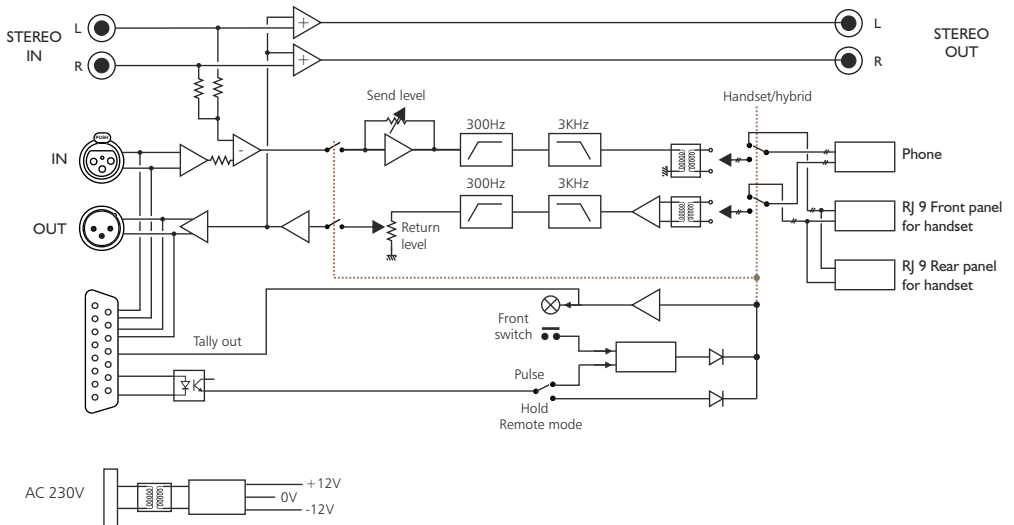 STEREO
IN
L
R
L
R
STEREO
OUT
Send level
Handset/hybrid
PUSH
IN
300Hz
3KHz
Phone
300Hz
3KHz
OUT
Return
level
RJ 9 Front panel
for handset
RJ 9 Rear panel
for handset
Tally out
Front
switch
Pulse
Hold
Remote mode
AC 230V
+12V
0V
-12V
+
+
-